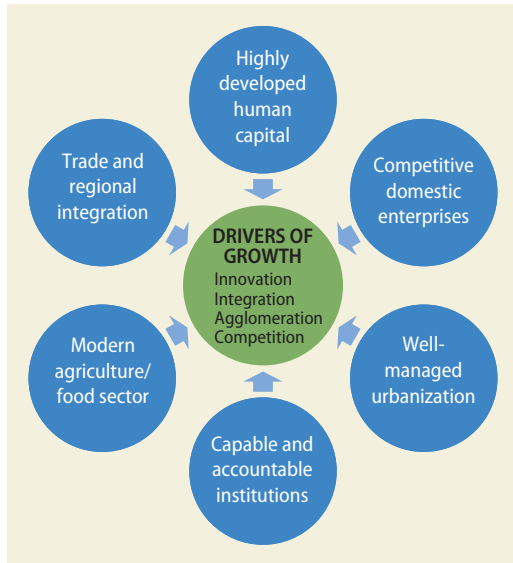 Highly
developed
human
capital
Trade and
regional
integration
Competitive
domestic
enterprises
DRIVERS OF
GROWTH
Innovation
Integration
Agglomeration
Competition
Modern
agriculture/
food sector
Well-
managed
urbanization
Capable and
accountable
institutions